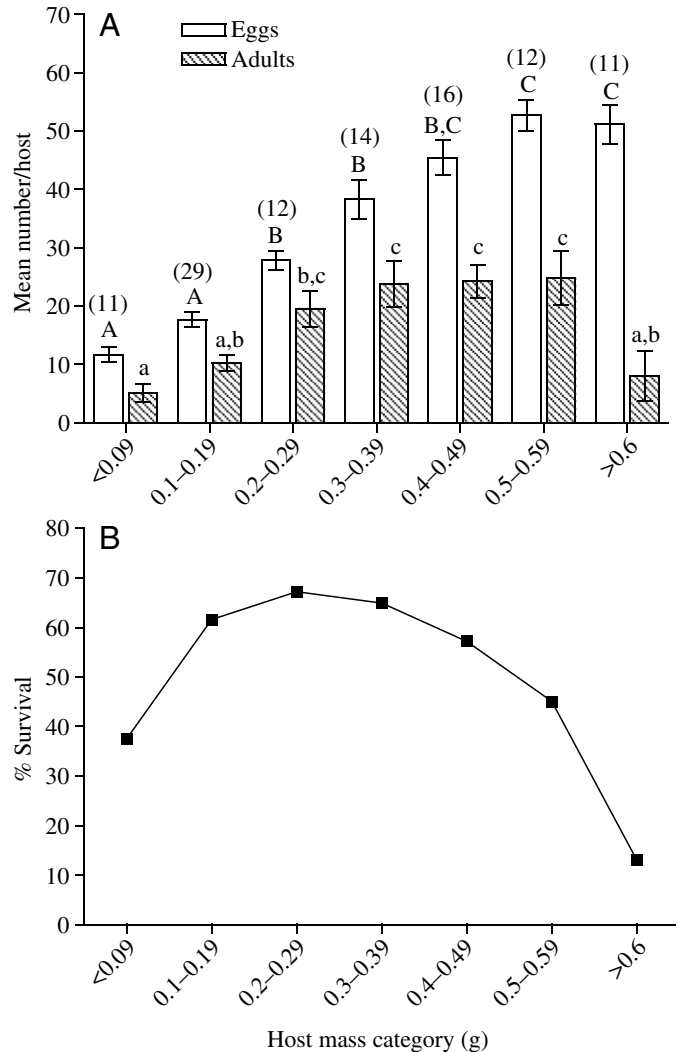 A
Eggs
Adults
Mean number/host
70
60
50
40
30
20
10
0
(11)
A
a
(29)
A
a,b
(12)
B
b,c
(14)
B
c
(16)
B,C
c
(12)
C
c
(11)
C
a,b
<0.09
0.1–0.19
0.2–0.29
0.3–0.39
0.4–0.49
0.5–0.59
>0.6
B
% Survival
80
70
60
50
40
30
20
10
0
<0.09
0.1–0.19
0.2–0.29
0.3–0.39
0.4–0.49
0.5–0.59
>0.6
Host mass category (g)